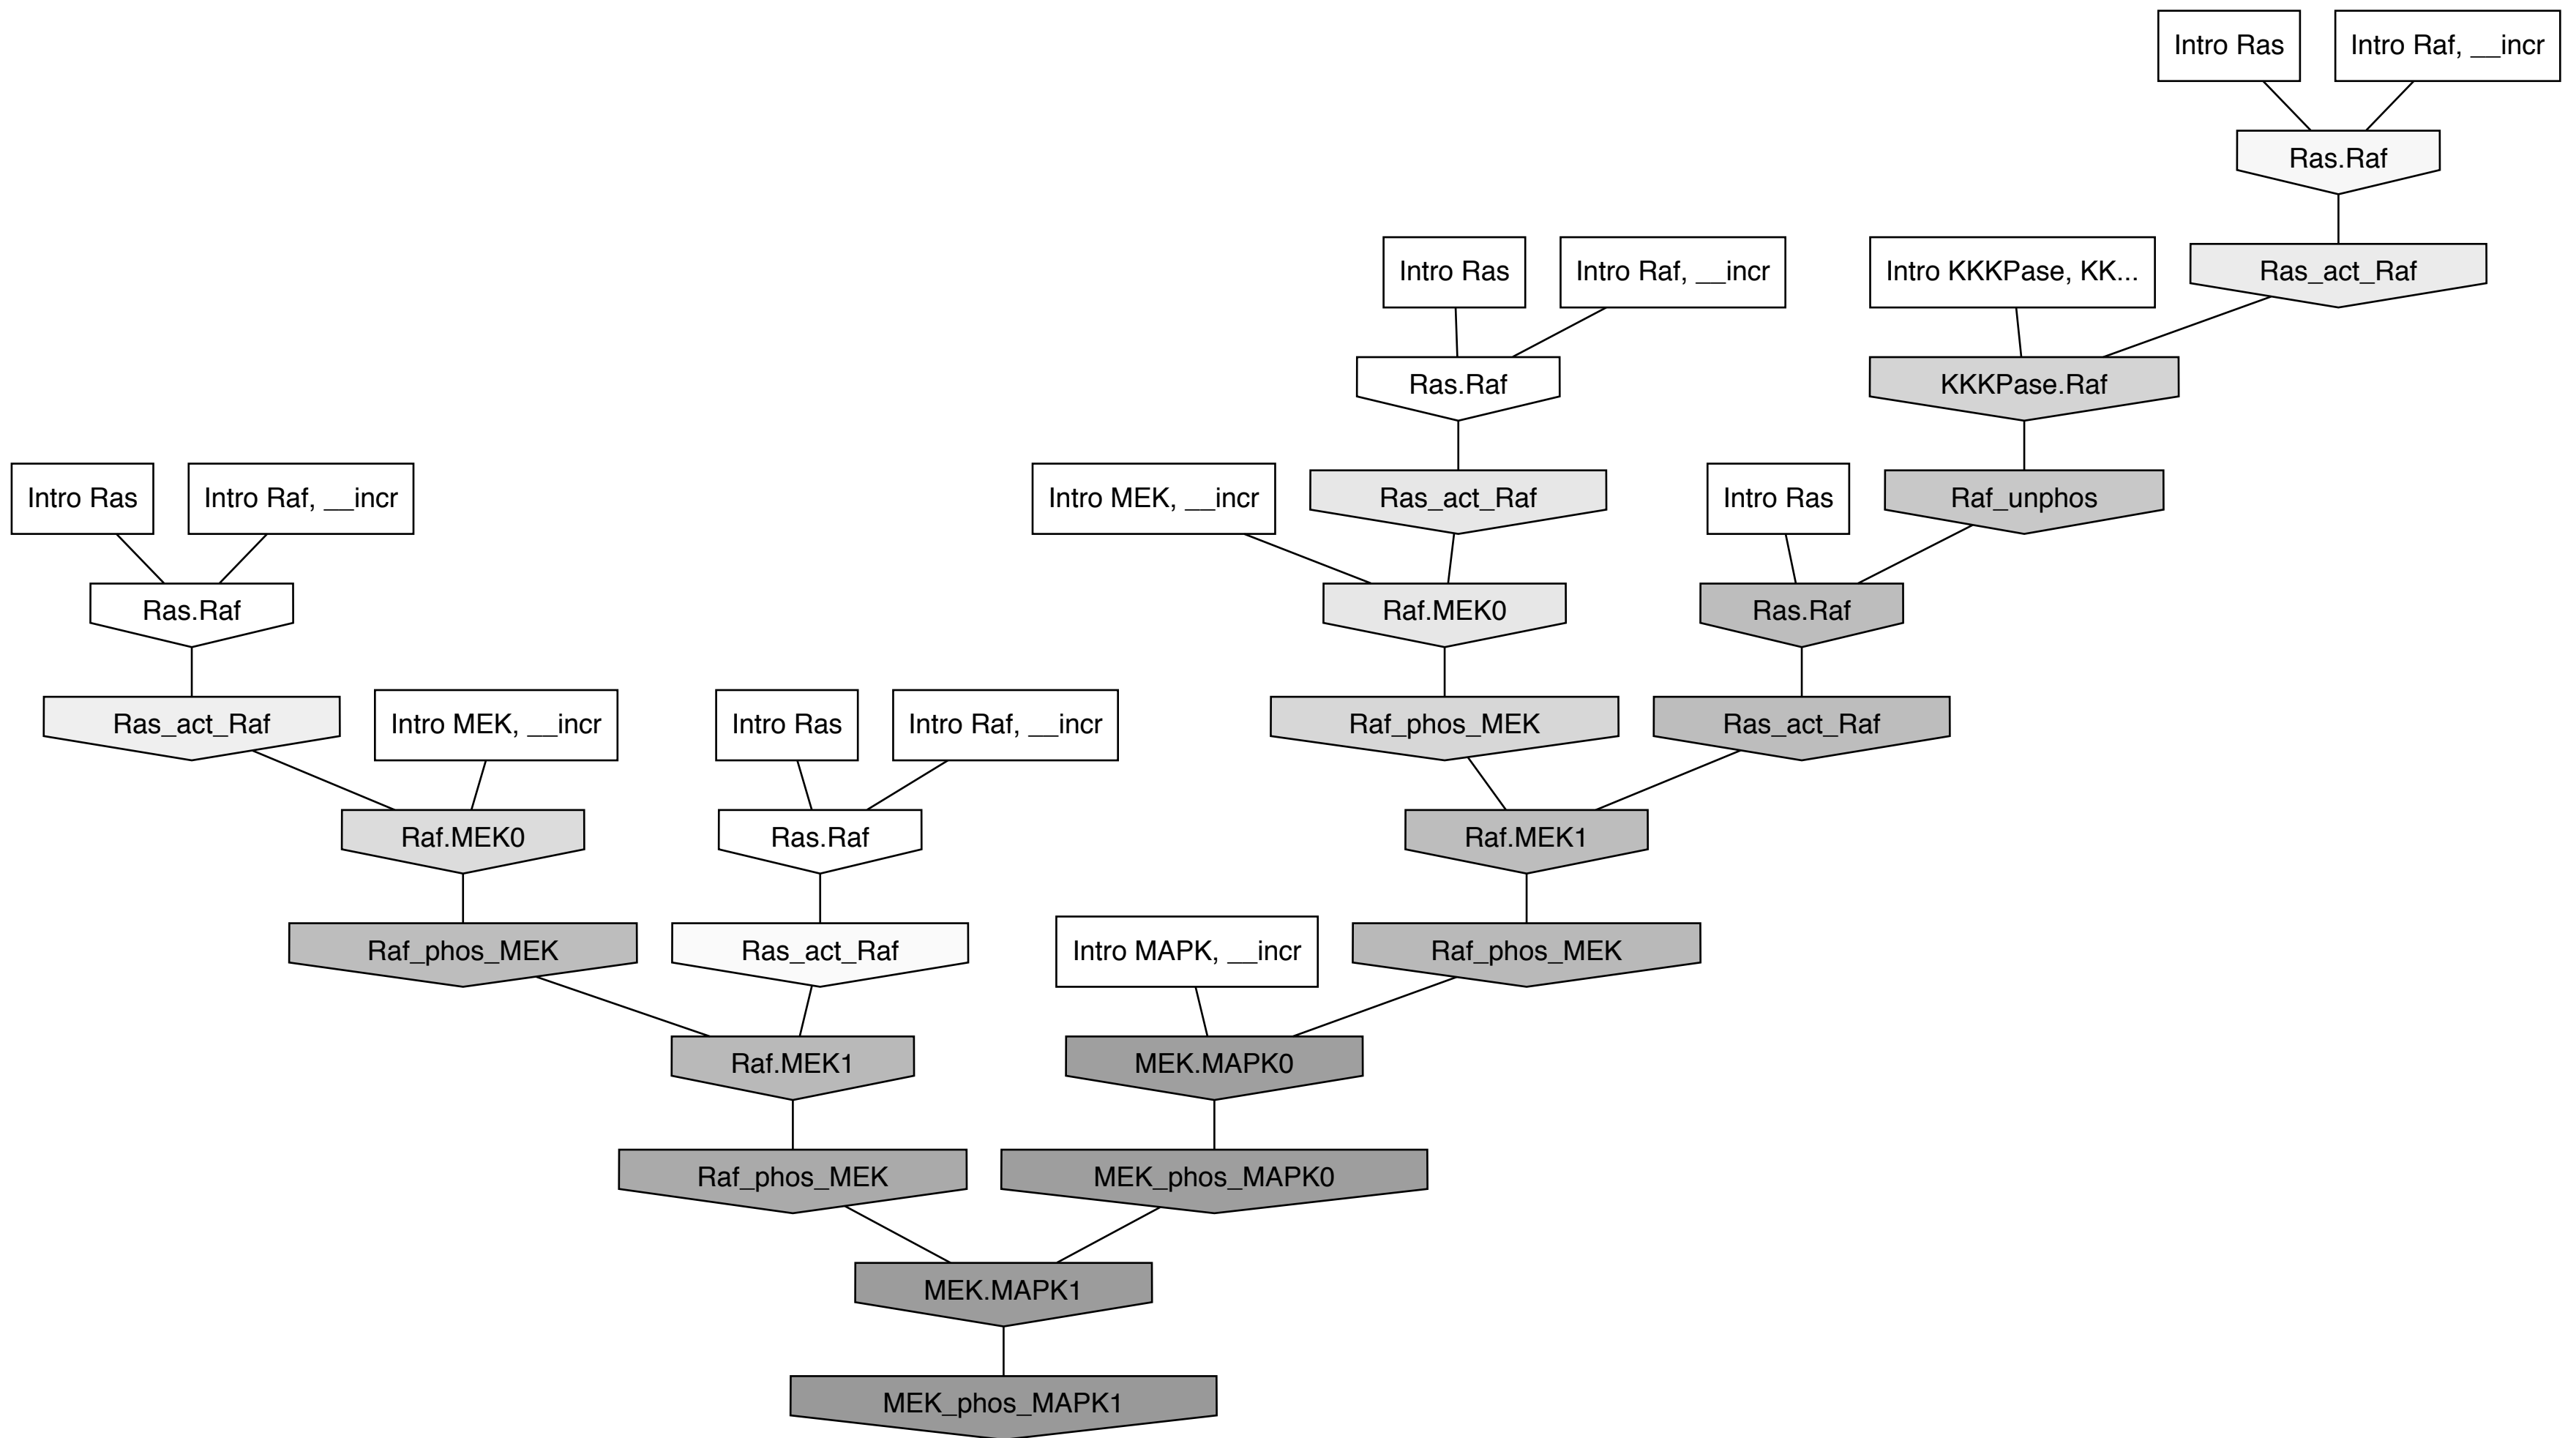 Intro Ras
Intro Raf, __incr
Ras.Raf
Intro Ras
Intro Raf, __incr
Intro KKKPase, KK...
Ras_act_Raf
Ras.Raf
KKKPase.Raf
Intro Ras
Intro Raf, __incr
Intro MEK, __incr
Ras_act_Raf
Intro Ras
Raf_unphos
Ras.Raf
Raf.MEK0
Ras.Raf
Ras_act_Raf
Intro MEK, __incr
Intro Ras
Intro Raf, __incr
Raf_phos_MEK
Ras_act_Raf
Raf.MEK0
Ras.Raf
Raf.MEK1
Raf_phos_MEK
Ras_act_Raf
Intro MAPK, __incr
Raf_phos_MEK
Raf.MEK1
MEK.MAPK0
Raf_phos_MEK
MEK_phos_MAPK0
MEK.MAPK1
MEK_phos_MAPK1